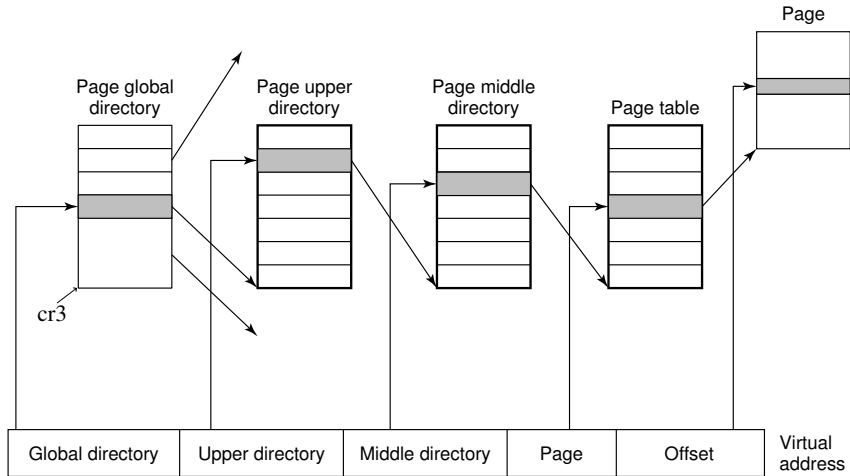 Page
Page global
directory
Page upper
directory
Page middle
directory
Page table
cr3
Global directory
Upper directory
Middle directory
Page
Offset
Virtual
address